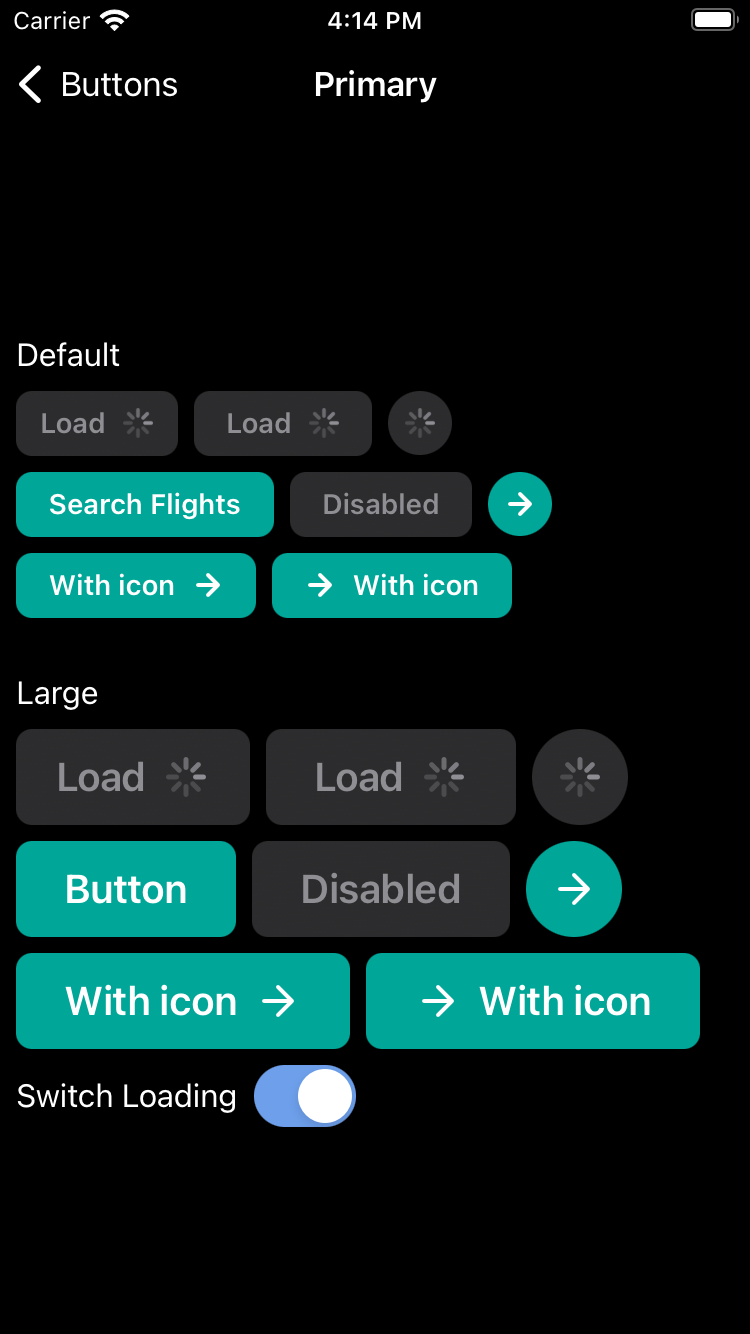 Carrier 4:14 PM
Buttons Primary
Default
Load Load
Search Flights Disabled
With icon With icon
Large
Load Load
Button Disabled
With icon With icon
Switch Loading